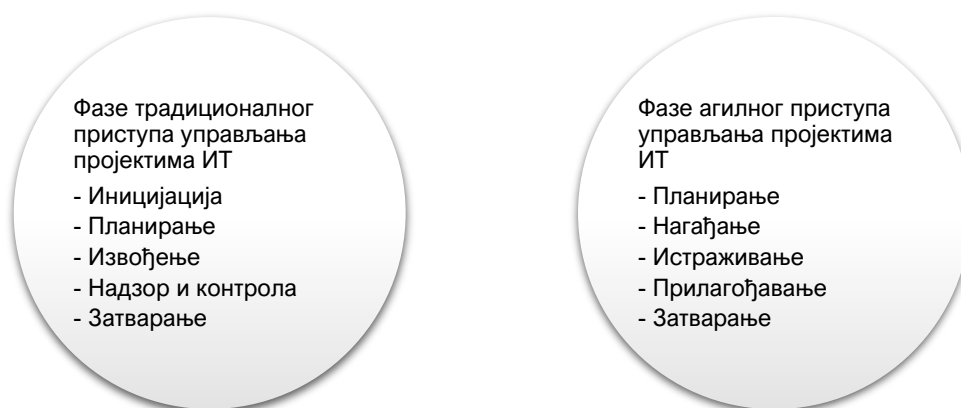 Фазе традиционалног
приступа управљања
пројектима ИТ
- Иницијација
- Планирање
- Извођење
- Надзор и контрола
- Затварање
Фазе агилног приступа
управљања пројектима
ИТ
- Планирање
- Нагађање
- Истраживање
- Прилагођавање
- Затварање